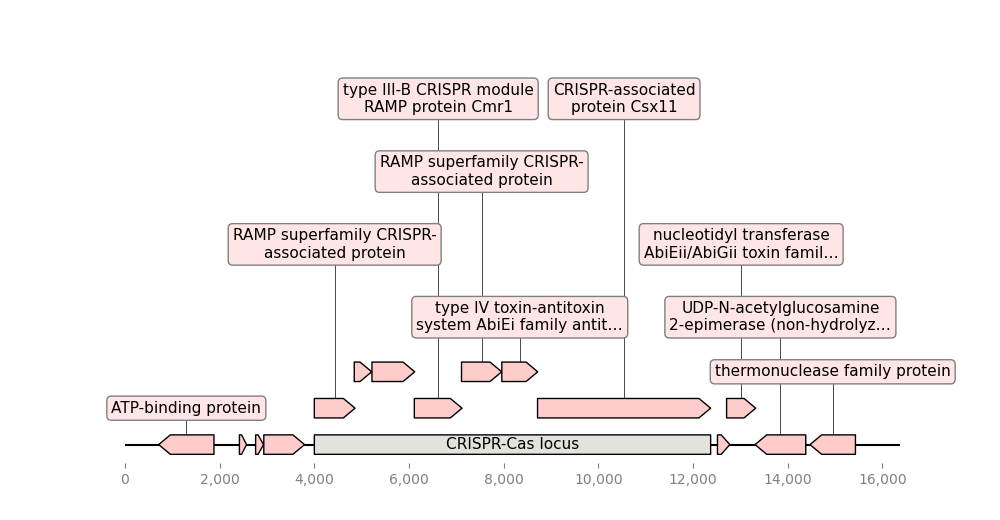 type III-B CRISPR module
RAMP protein Cmr1
CRISPR-associated
protein Csx11
RAMP superfamily CRISPR-
associated protein
RAMP superfamily CRISPR-
associated protein
nucleotidyl transferase
AbiEii/AbiGii toxin famil...
type IV toxin-antitoxin
system AbiEi family antit...
UDP-N-acetylglucosamine
2-epimerase (non-hydrolyz...
thermonuclease family protein
ATP-binding protein
CRISPR-Cas locus
0 2,000 4,000 6,000 8,000 10,000 12,000 14,000 16,000